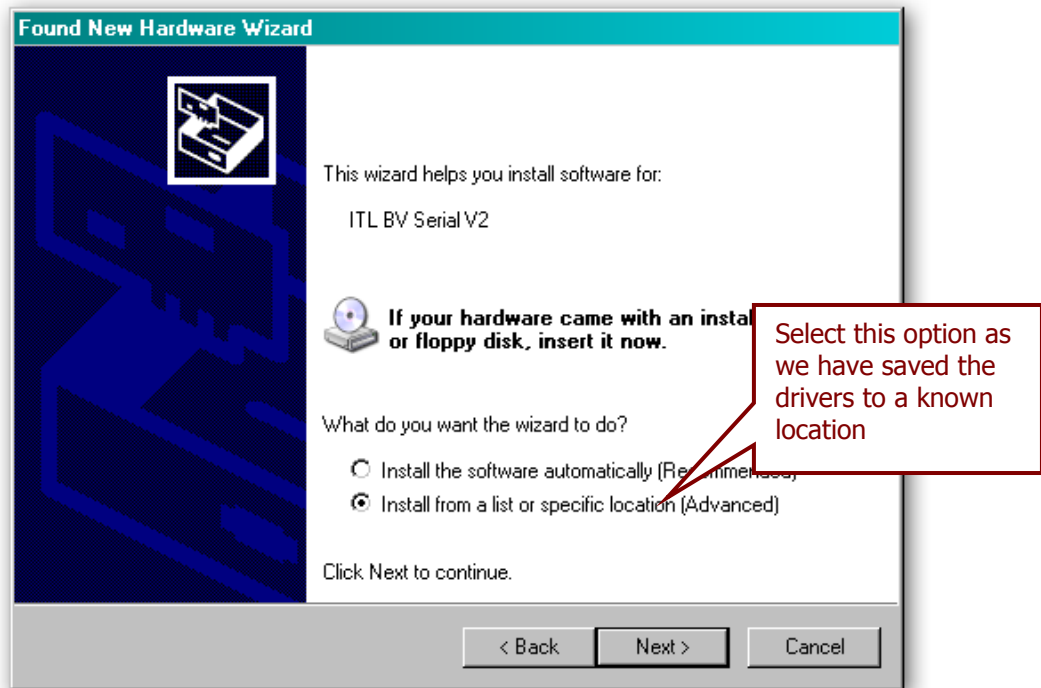 Found New Hardware Wizard
This wizard helps you install software for:
ITL BV Serial V2
If your hardware came with an instal
or floppy disk, insert it now.
Select this option as
we have saved the
drivers to a known
location
What do you want the wizard to do?
Install the software automatically (Recommended)
Install from a list or specific location (Advanced)
Click Next to continue.
< Back
Next >
Cancel